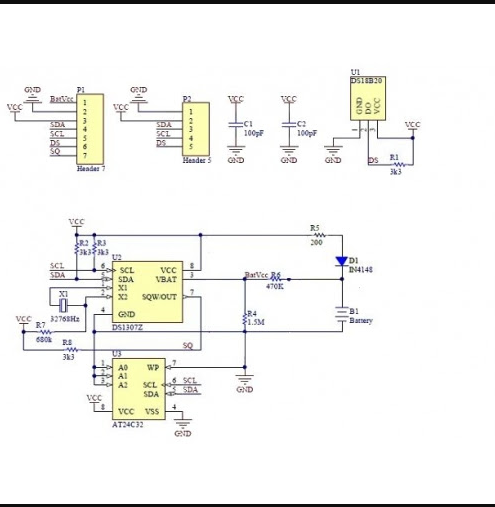 P1
GND
BatVcc
VCC
SDA
SCL
DS
SQ
1
2
3
4
5
6
7
Header 7
P2
GND
VCC
SDA
SCL
DS
1
2
3
4
5
Header 5
VCC
C1
100pF
GND
VCC
C2
100pF
GND
U1
DS18B20
GND
DO
VCC
1
2
3
GND
DS
VCC
R1
3k3
VCC
R2
3k3
R3
3k3
SCL
SDA
U2
6 SCL
5 SDA
1 X1
2 X2
4 GND
VCC 8
VBAT 3
SQW/OUT 7
DS1307Z
X1
32768Hz
VCC
R7
680k
R8
3k3
SQ
R5
200
D1
IN4148
BatVcc R6
470K
R4
1.5M
B1
Battery
GND
U3
1 A0
2 A1
3 A2
WP 7
SCL 6 SCL
SDA 5 SDA
VCC
8 VCC
VSS 4
AT24C32
GND